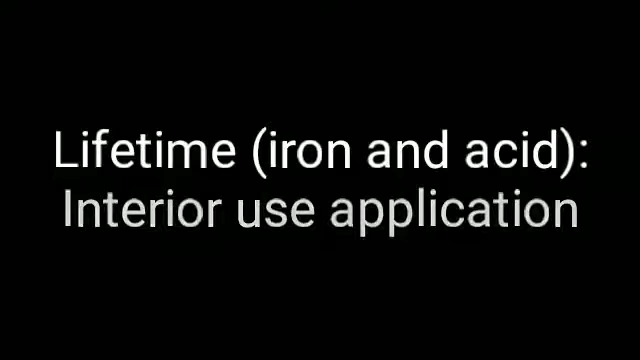 Lifetime (iron and acid):
Interior use application